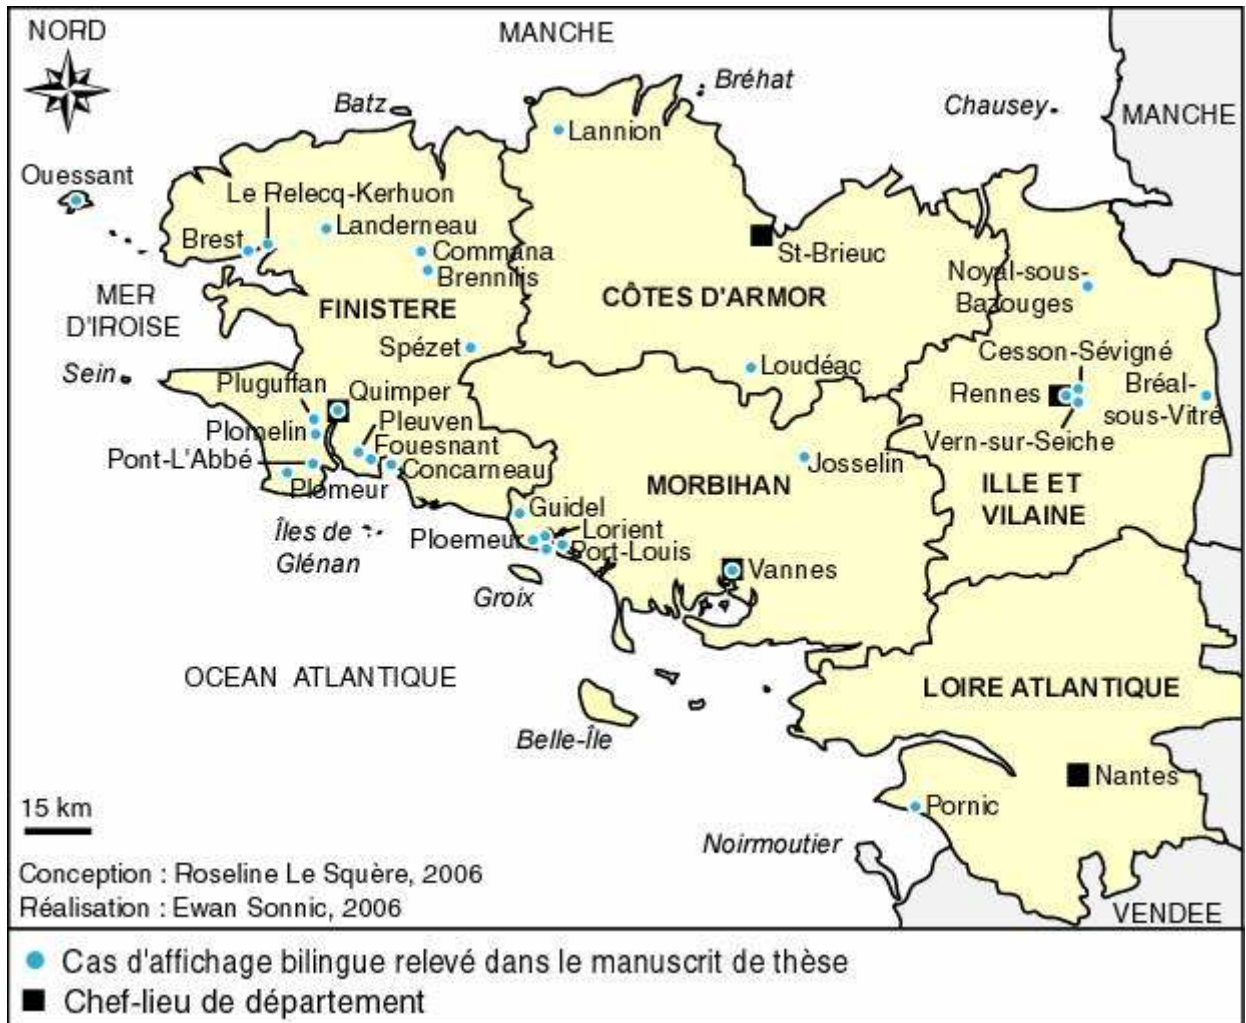 NORD
MANCHE
Bréhat
Batz
Chausey
MANCHE
Lannion
Ouessant
Le Relecq-Kerhuon
Landerneau
Brest
Commana
Brennilis
St-Brieuc
Noyal-sous-
Bazouges
MER
D'IROISE
FINISTERE
CÔTES D'ARMOR
Spézet
Cesson-Sévigné
Sein
Loudéac
Pluguffan
Quimper
Rennes
Bréal-
sous-Vitré
Pleuven
Plomelin
Fouesnant
Vern-sur-Seiche
Pont-L'Abbé
Concarneau
Josselin
Plomeur
MORBIHAN
ILLE ET
VILAINE
Guidel
Îles de
Glénan
Ploemeur
Lorient
Port-Louis
Vannes
Groix
OCEAN ATLANTIQUE
LOIRE ATLANTIQUE
Belle-Île
Nantes
15 km
Pornic
Noirmoutier
Conception : Roseline Le Squère, 2006
Réalisation : Ewan Sonnic, 2006
VENDEE
Cas d'affichage bilingue relevé dans le manuscrit de thèse
Chef-lieu de département